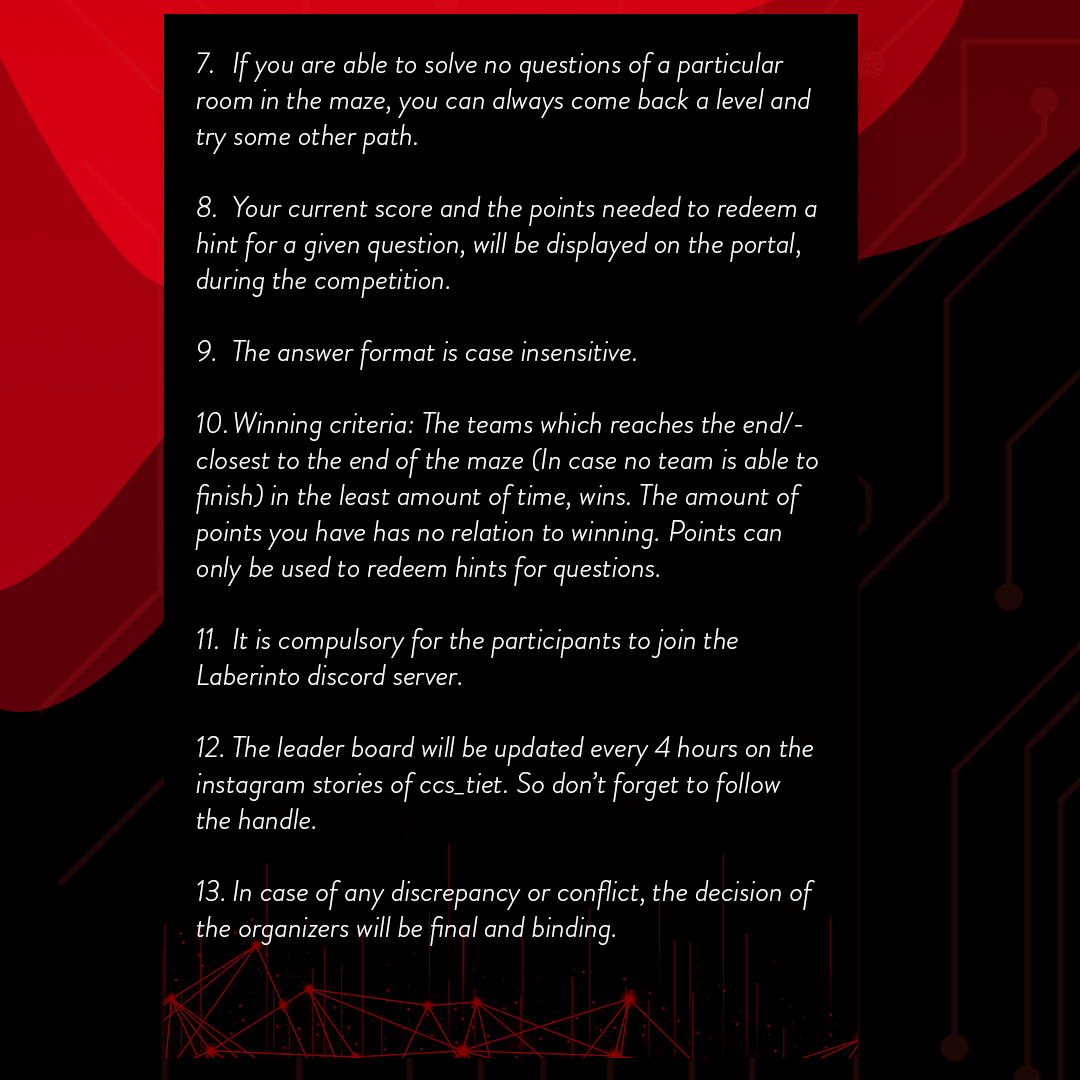 7. If you are able to solve no questions of a particular
room in the maze, you can always come back a level and
try some other path.
8. Your current score and the points needed to redeem a
hint for a given question, will be displayed on the portal,
during the competition.
9. The answer format is case insensitive.
10. Winning criteria: The teams which reaches the end/-
closest to the end of the maze (In case no team is able to
finish) in the least amount of time, wins. The amount of
points you have has no relation to winning. Points can
only be used to redeem hints for questions.
11. It is compulsory for the participants to join the
Laberinto discord server.
12. The leader board will be updated every 4 hours on the
instagram stories of ccs_tiet. So don’t forget to follow
the handle.
13. In case of any discrepancy or conflict, the decision of
the organizers will be final and binding.